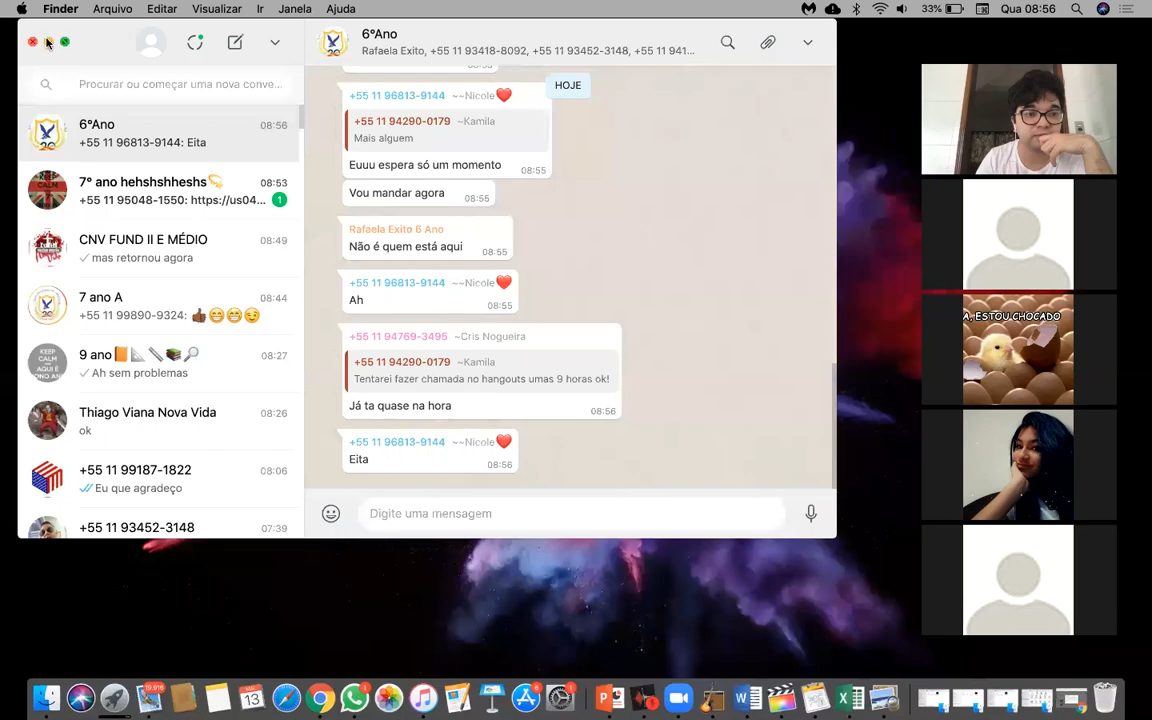 Finder Arquivo Editar Visualizar Ir Janela Ajuda 33% Qua 08:56
Procurar ou começar uma nova conve...
6°Ano 08:56
+55 11 96813-9144: Eita
7º ano hehshshheshs 08:53
+55 11 95048-1550: https://us04... 1
CNV FUND II E MÉDIO 08:49
mas retornou agora
7 ano A 08:44
+55 11 99890-9324:
9 ano 08:27
Ah sem problemas
Thiago Viana Nova Vida 08:26
ok
+55 11 99187-1822 08:06
Eu que agradeço
+55 11 93452-3148 07:39
6°Ano
Rafaela Exito, +55 11 93418-8092, +55 11 93452-3148, +55 11 941...
HOJE
+55 11 96813-9144 ~~Nicole
+55 11 94290-0179 ~Kamila
Mais alguem
Euuu espera só um momento 08:55
Vou mandar agora 08:55
Rafaela Exito 6 Ano
Não é quem está aqui 08:55
+55 11 96813-9144 ~~Nicole
Ah 08:55
+55 11 94769-3495 ~Cris Nogueira
+55 11 94290-0179 ~Kamila
Tentarei fazer chamada no hangouts umas 9 horas ok!
Já ta quase na hora 08:56
+55 11 96813-9144 ~~Nicole
Eita 08:56
Digite uma mensagem
A, ESTOU CHOCADO
KEEP
CALM
13